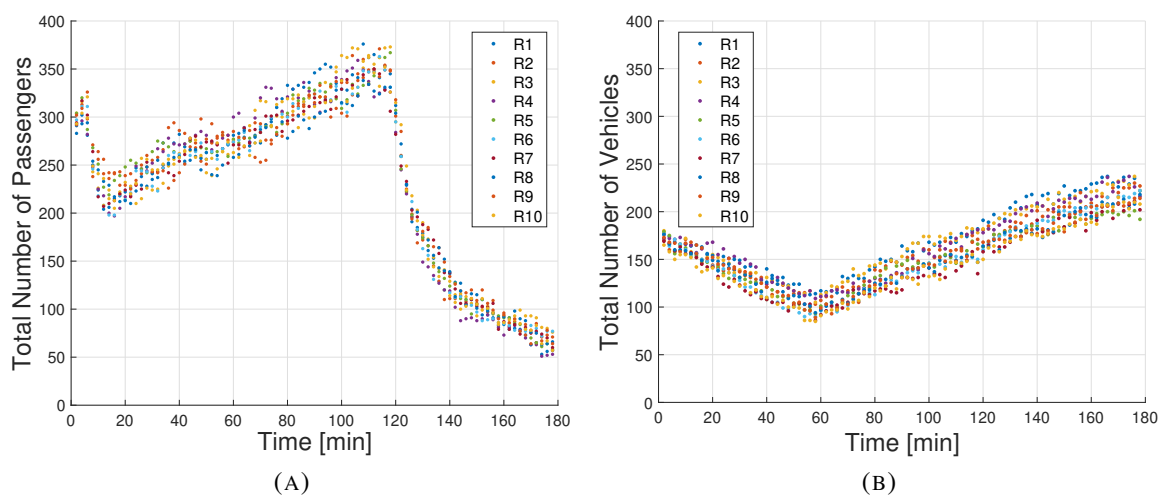 400
350
300
250
200
150
100
50
0
Total Number of Passengers
R1
R2
R3
R4
R5
R6
R7
R8
R9
R10
0 20 40 60 80 100 120 140 160 180
Time [min]
(A)
400
350
300
250
200
150
100
50
0
Total Number of Vehicles
R1
R2
R3
R4
R5
R6
R7
R8
R9
R10
0 20 40 60 80 100 120 140 160 180
Time [min]
(B)